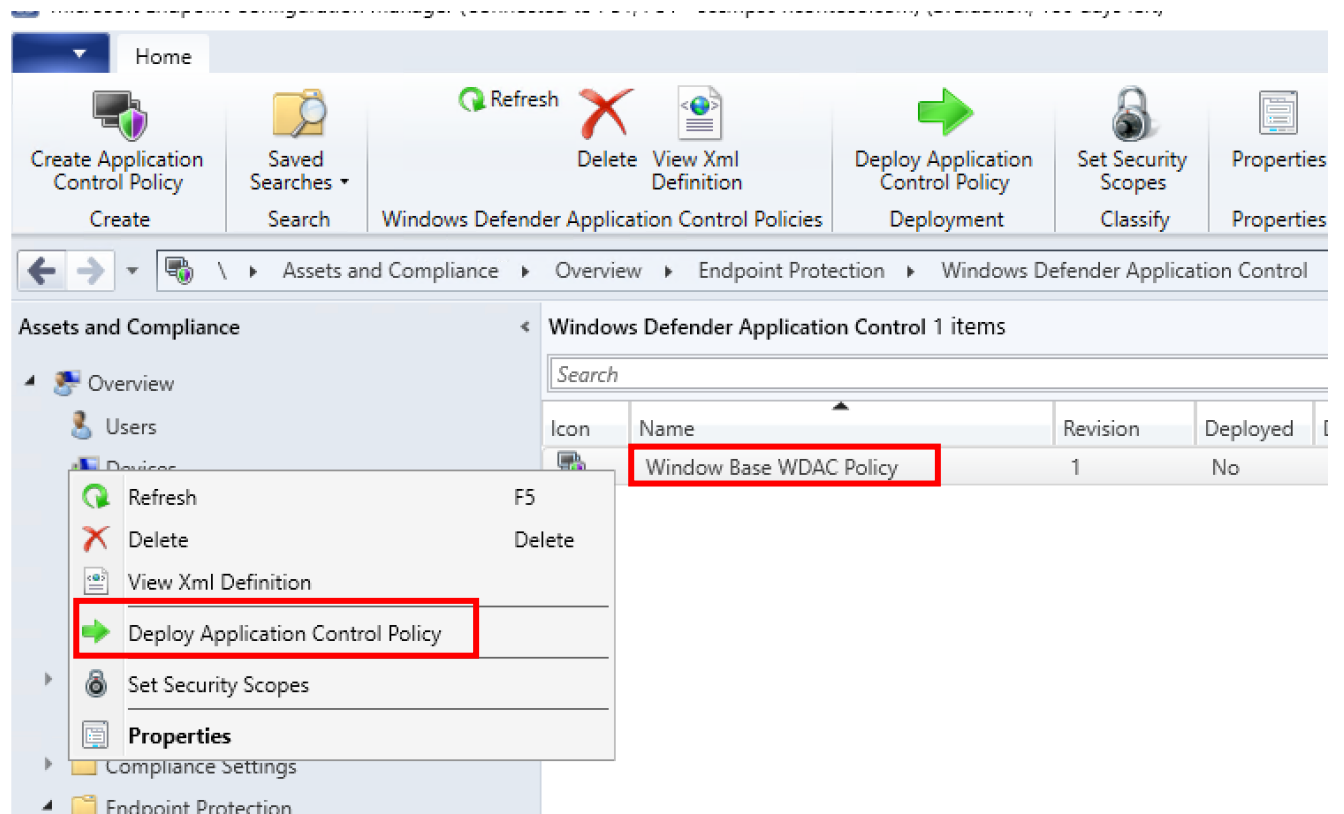 Home
Refresh
Create Application
Control Policy
Saved
Searches
Delete
View Xml
Definition
Deploy Application
Control Policy
Set Security
Scopes
Properties
Create
Search
Windows Defender Application Control Policies
Deployment
Classify
Properties
\ Assets and Compliance Overview Endpoint Protection Windows Defender Application Control
Assets and Compliance
Windows Defender Application Control 1 items
Search
Overview
Users
Devices
Icon Name Revision Deployed D
Window Base WDAC Policy 1 No
Refresh F5
Delete Delete
View Xml Definition
Deploy Application Control Policy
Set Security Scopes
Properties
Compliance Settings
Endpoint Protection